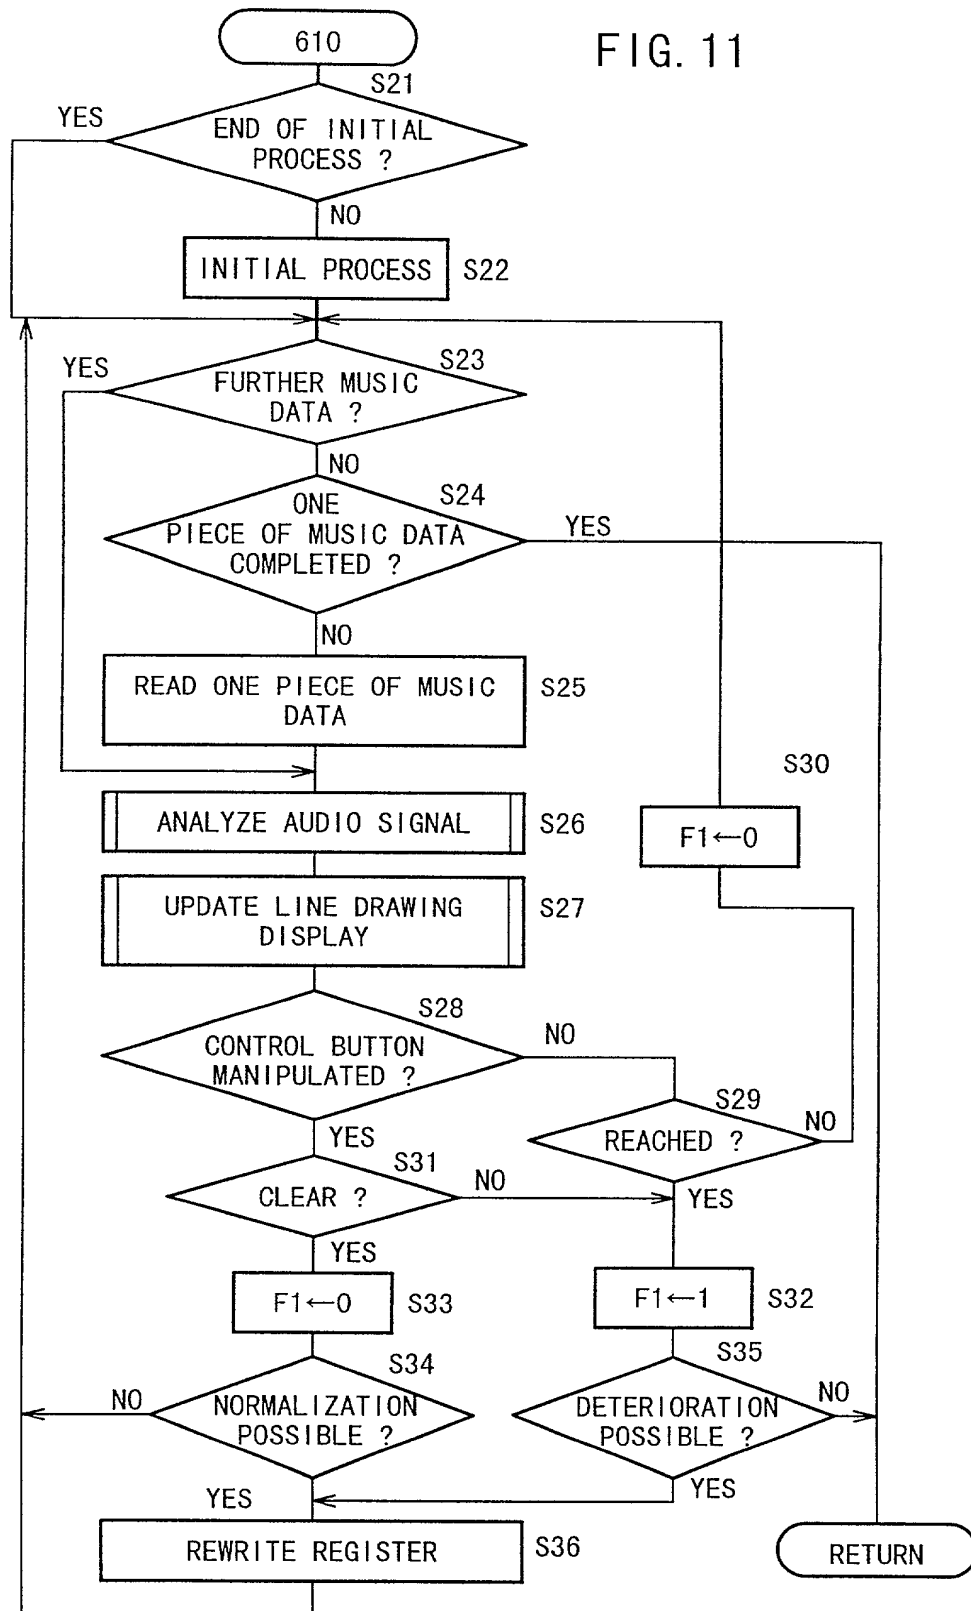 610
FIG. 11
S21
YES
END OF INITIAL
PROCESS ?
NO
INITIAL PROCESS
S22
S23
YES
FURTHER MUSIC
DATA ?
NO
S24
ONE
PIECE OF MUSIC DATA
COMPLETED ?
YES
NO
READ ONE PIECE OF MUSIC
DATA
S25
S30
F1←0
ANALYZE AUDIO SIGNAL
S26
UPDATE LINE DRAWING
DISPLAY
S27
S28
CONTROL BUTTON
MANIPULATED ?
NO
S29
REACHED ?
NO
YES
YES
S31
CLEAR ?
NO
YES
F1←0
S33
F1←1
S32
S34
NORMALIZATION
POSSIBLE ?
NO
S35
DETERIORATION
POSSIBLE ?
NO
YES
YES
REWRITE REGISTER
S36
RETURN